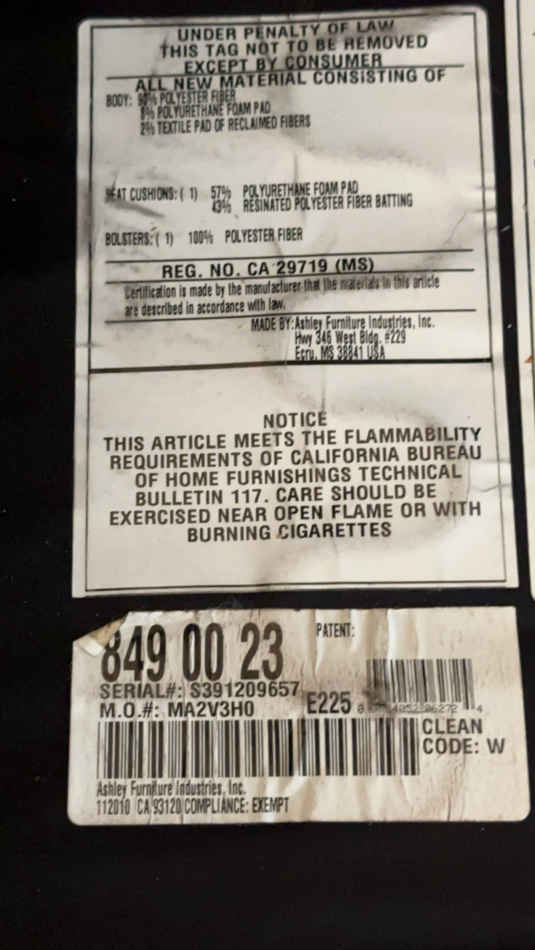 UNDER PENALTY OF LAW
THIS TAG NOT TO BE REMOVED
EXCEPT BY CONSUMER
ALL NEW MATERIAL CONSISTING OF
BODY: 90% POLYESTER FIBER
8% POLYURETHANE FOAM PAD
2% TEXTILE PAD OF RECLAIMED FIBERS
SEAT CUSHIONS: ( 1) 57% POLYURETHANE FOAM PAD
43% RESINATED POLYESTER FIBER BATTING
BOLSTERS: ( 1) 100% POLYESTER FIBER
REG. NO. CA 29719 (MS)
Certification is made by the manufacturer that the materials in this article
are described in accordance with law.
MADE BY: Ashley Furniture Industries, Inc.
Hwy 346 West Bldg. #229
Ecru, MS 38841 USA
NOTICE
THIS ARTICLE MEETS THE FLAMMABILITY
REQUIREMENTS OF CALIFORNIA BUREAU
OF HOME FURNISHINGS TECHNICAL
BULLETIN 117. CARE SHOULD BE
EXERCISED NEAR OPEN FLAME OR WITH
BURNING CIGARETTES
849 00 23
PATENT:
SERIAL#: S391209657
M.O.#: MA2V3H0
E225
CLEAN
CODE: W
Ashley Furniture Industries, Inc.
112010 CA 93120 COMPLIANCE: EXEMPT